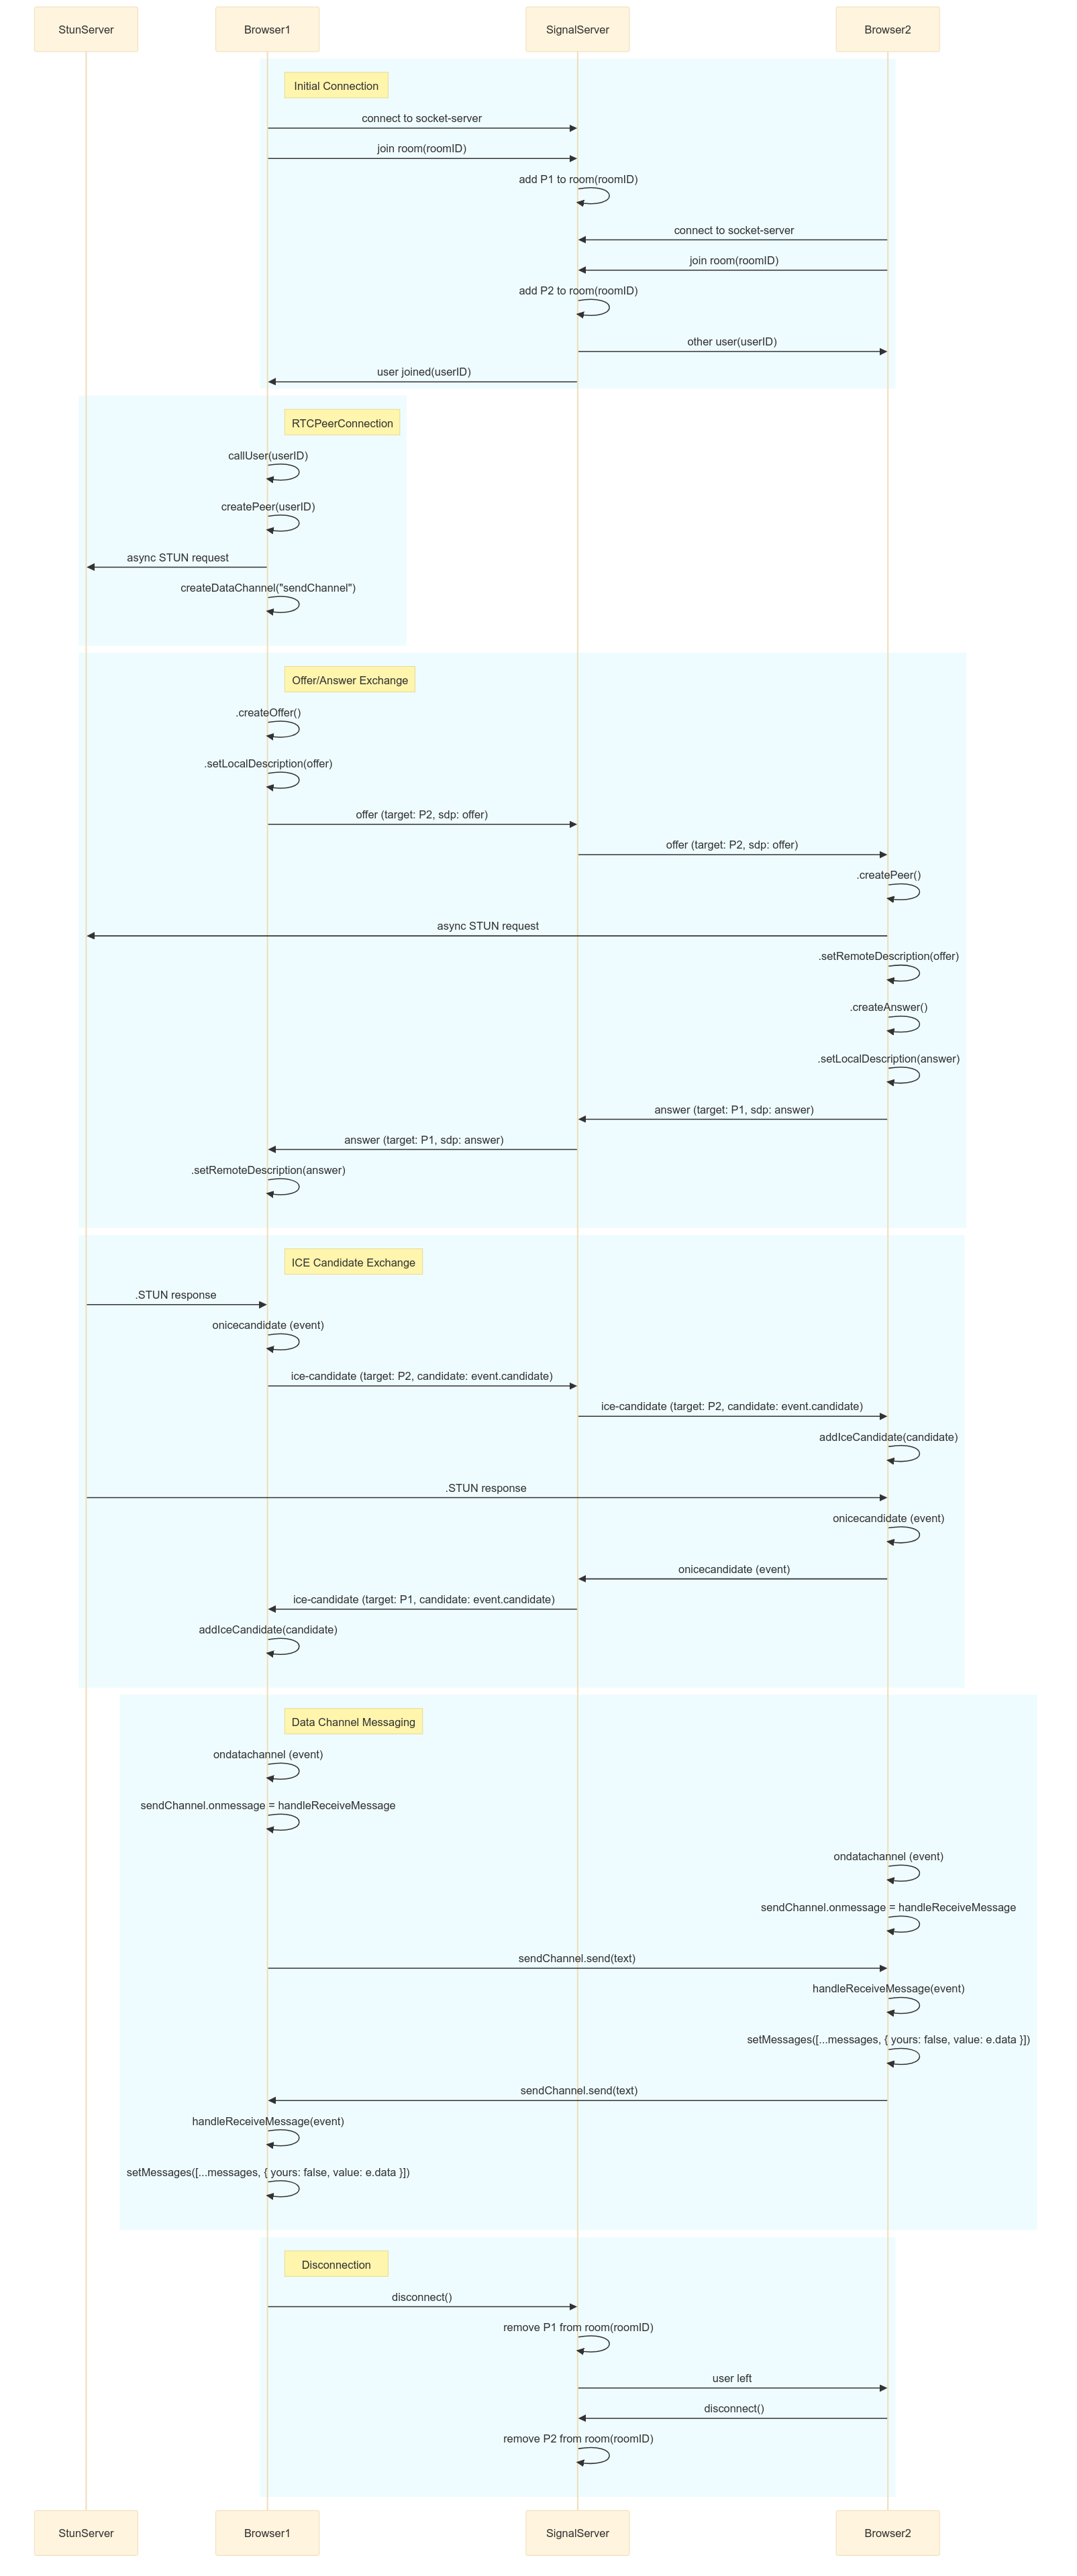 StunServer
Browser1
SignalServer
Browser2
Initial Connection
connect to socket-server
join room(roomID)
add P1 to room(roomID)
connect to socket-server
join room(roomID)
add P2 to room(roomID)
other user(userID)
user joined(userID)
RTCPeerConnection
callUser(userID)
createPeer(userID)
async STUN request
createDataChannel("sendChannel")
Offer/Answer Exchange
.createOffer()
.setLocalDescription(offer)
offer (target: P2, sdp: offer)
offer (target: P2, sdp: offer)
.createPeer()
async STUN request
.setRemoteDescription(offer)
.createAnswer()
.setLocalDescription(answer)
answer (target: P1, sdp: answer)
answer (target: P1, sdp: answer)
.setRemoteDescription(answer)
ICE Candidate Exchange
.STUN response
onicecandidate (event)
ice-candidate (target: P2, candidate: event.candidate)
ice-candidate (target: P2, candidate: event.candidate)
addIceCandidate(candidate)
.STUN response
onicecandidate (event)
onicecandidate (event)
ice-candidate (target: P1, candidate: event.candidate)
addIceCandidate(candidate)
Data Channel Messaging
ondatachannel (event)
sendChannel.onmessage = handleReceiveMessage
ondatachannel (event)
sendChannel.onmessage = handleReceiveMessage
sendChannel.send(text)
handleReceiveMessage(event)
setMessages([...messages, { yours: false, value: e.data }])
sendChannel.send(text)
handleReceiveMessage(event)
setMessages([...messages, { yours: false, value: e.data }])
Disconnection
disconnect()
remove P1 from room(roomID)
user left
disconnect()
remove P2 from room(roomID)
StunServer
Browser1
SignalServer
Browser2